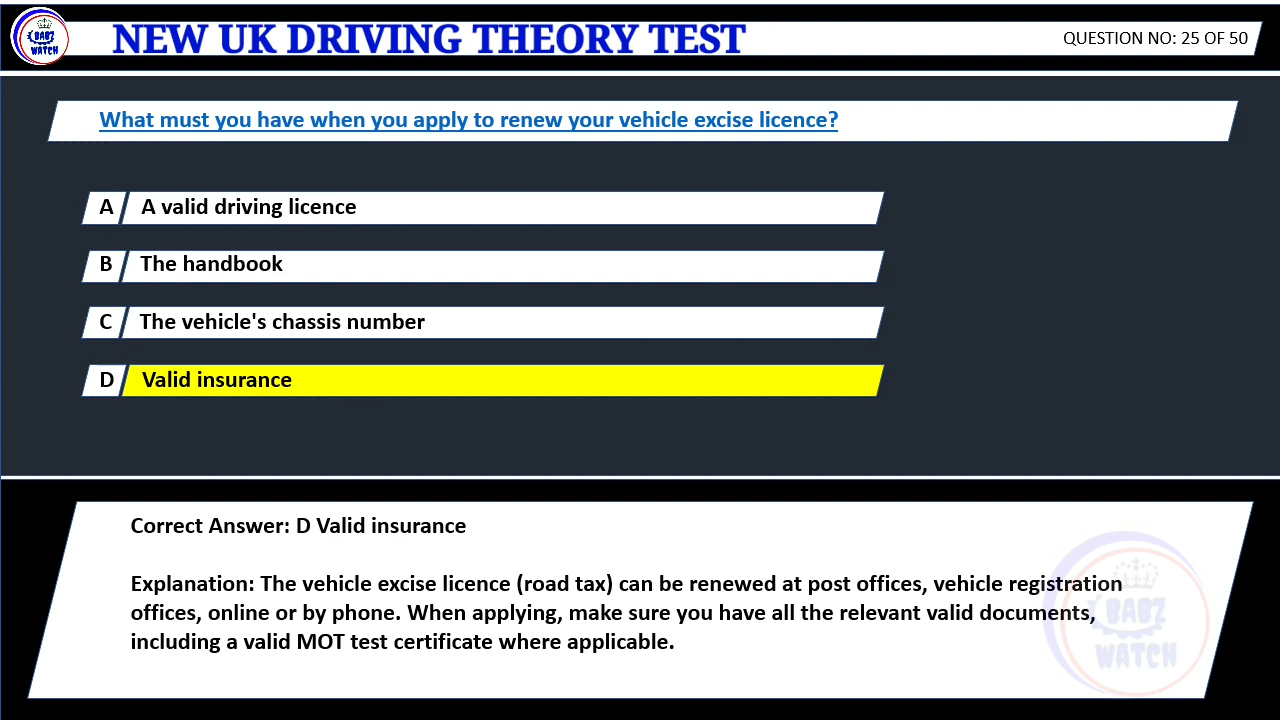 BABZ
WATCH
NEW UK DRIVING THEORY TEST
QUESTION NO: 25 OF 50
What must you have when you apply to renew your vehicle excise licence?
A A valid driving licence
B The handbook
C The vehicle's chassis number
D Valid insurance
Correct Answer: D Valid insurance
Explanation: The vehicle excise licence (road tax) can be renewed at post offices, vehicle registration
offices, online or by phone. When applying, make sure you have all the relevant valid documents,
including a valid MOT test certificate where applicable.
BABZ
WATCH